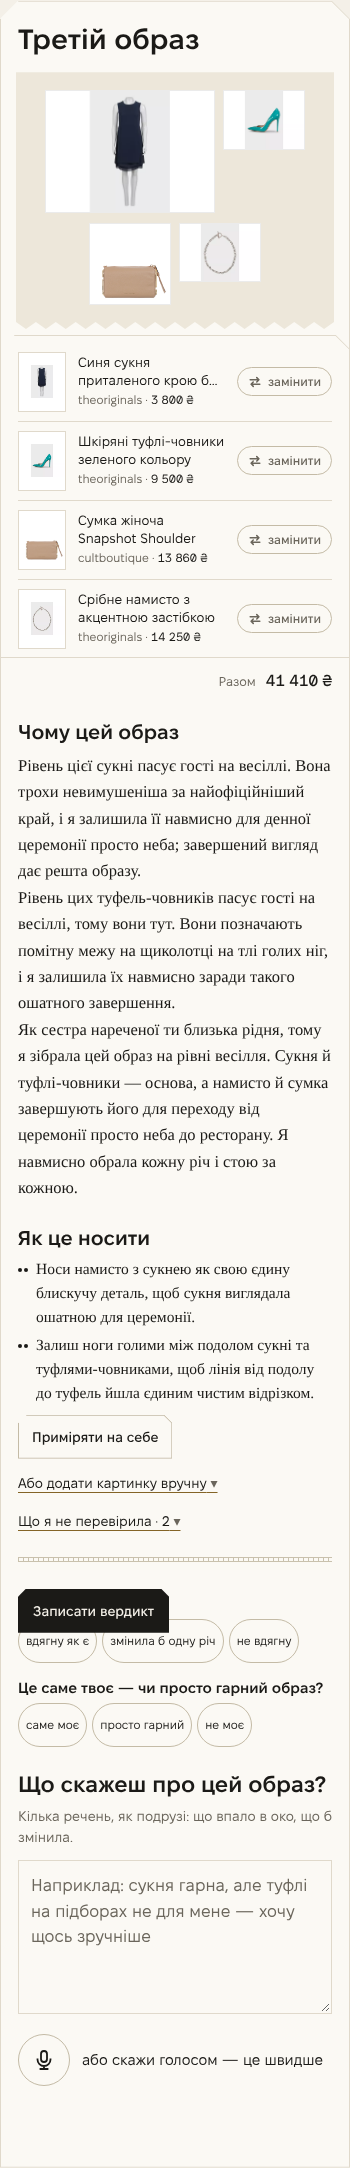 Третій образ
Синя сукня
приталеного крою б...
theoriginals · 3 800 ₴
замінити
Шкіряні туфлі-човники
зеленого кольору
theoriginals · 9 500 ₴
замінити
Сумка жіноча
Snapshot Shoulder
cultboutique · 13 860 ₴
замінити
Срібне намисто з
акцентною застібкою
theoriginals · 14 250 ₴
замінити
Разом 41 410 ₴
Чому цей образ
Рівень цієї сукні пасує гості на весіллі. Вона
трохи невимушеніша за найофіційніший
край, і я залишила її навмисно для денної
церемонії просто неба; завершений вигляд
дає решта образу.
Рівень цих туфель-човників пасує гості на
весіллі, тому вони тут. Вони позначають
помітну межу на щиколотці на тлі голих ніг,
і я залишила їх навмисно заради такого
ошатного завершення.
Як сестра нареченої ти близька рідня, тому
я зібрала цей образ на рівні весілля. Сукня й
туфлі-човники — основа, а намисто й сумка
завершують його для переходу від
церемонії просто неба до ресторану. Я
навмисно обрала кожну річ і стою за
кожною.
Як це носити
•• Носи намисто з сукнею як свою єдину
блискучу деталь, щоб сукня виглядала
ошатною для церемонії.
•• Залиш ноги голими між подолом сукні та
туфлями-човниками, щоб лінія від подолу
до туфель йшла єдиним чистим відрізком.
Приміряти на себе
Або додати картинку вручну ▾
Що я не перевірила · 2 ▾
Записати вердикт
вдягну як є
змінила б одну річ
не вдягну
Це саме твоє — чи просто гарний образ?
саме моє
просто гарний
не моє
Що скажеш про цей образ?
Кілька речень, як подрузі: що впало в око, що б
змінила.
Наприклад: сукня гарна, але туфлі
на підборах не для мене — хочу
щось зручніше
або скажи голосом — це швидше